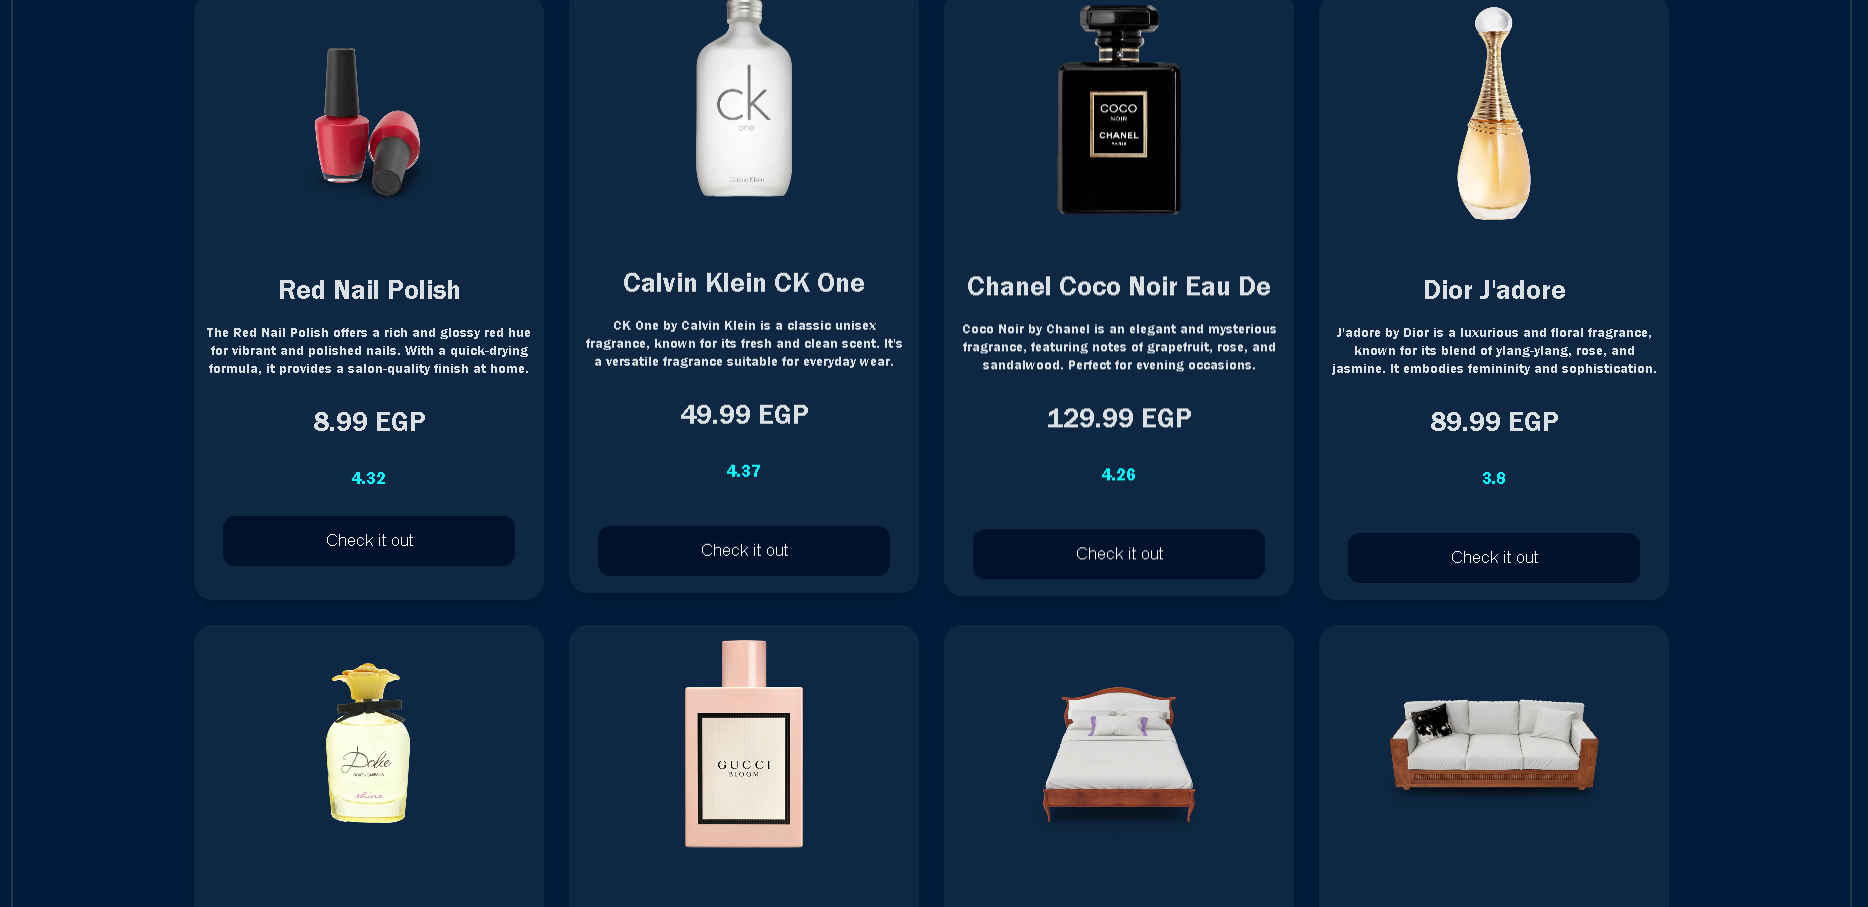 ck
one
Calvin Klein
COCO
NOIR
CHANEL
PARIS
Red Nail Polish
The Red Nail Polish offers a rich and glossy red hue
for vibrant and polished nails. With a quick-drying
formula, it provides a salon-quality finish at home.
8.99 EGP
4.32
Check it out
Calvin Klein CK One
CK One by Calvin Klein is a classic unisex
fragrance, known for its fresh and clean scent. It's
a versatile fragrance suitable for everyday wear.
49.99 EGP
4.37
Check it out
Chanel Coco Noir Eau De
Coco Noir by Chanel is an elegant and mysterious
fragrance, featuring notes of grapefruit, rose, and
sandalwood. Perfect for evening occasions.
129.99 EGP
4.26
Check it out
Dior J'adore
J'adore by Dior is a luxurious and floral fragrance,
known for its blend of ylang-ylang, rose, and
jasmine. It embodies femininity and sophistication.
89.99 EGP
3.8
Check it out
Dolce
DOLCE & GABBANA
shine
GUCCI
BLOOM